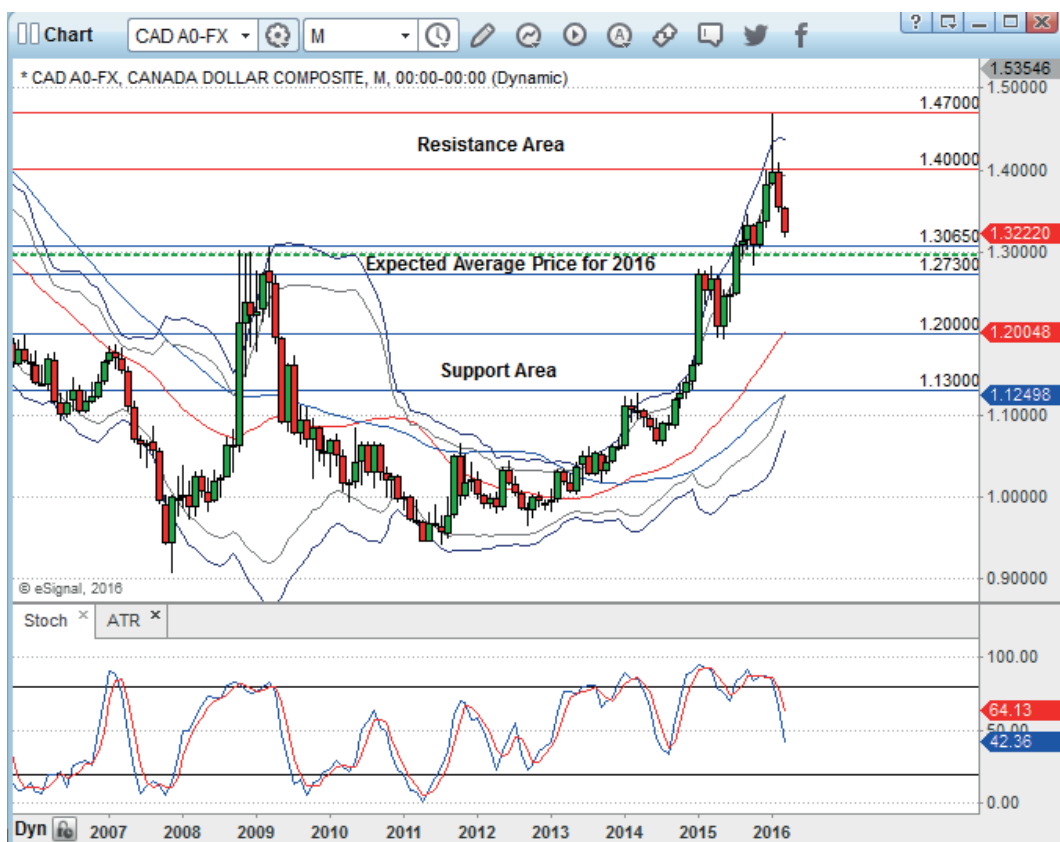 Chart
CAD A0-FX
M
* CAD A0-FX, CANADA DOLLAR COMPOSITE, M, 00:00-00:00 (Dynamic)
1.53546
1.50000
1.47000
Resistance Area
1.40000
1.40000
1.32220
1.30650
1.30000
Expected Average Price for 2016
1.27300
1.20000
1.20048
Support Area
1.13000
1.12498
1.10000
1.00000
0.90000
© eSignal, 2016
Stoch × ATR ×
100.00
64.13
50.00
42.36
0.00
Dyn 2007 2008 2009 2010 2011 2012 2013 2014 2015 2016